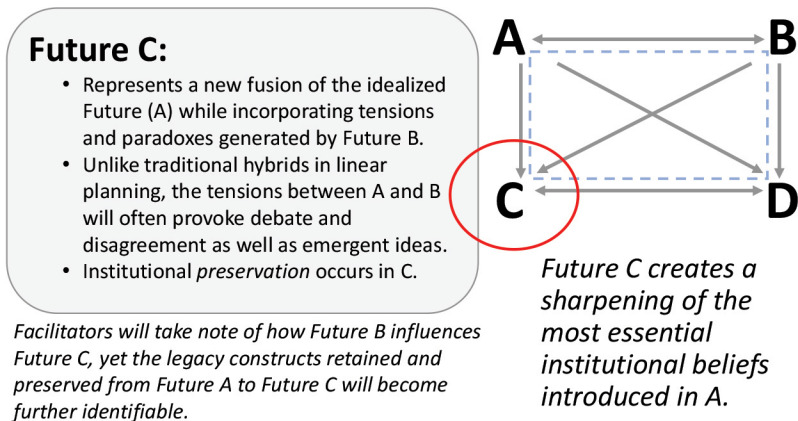 Future C:
• Represents a new fusion of the idealized
Future (A) while incorporating tensions
and paradoxes generated by Future B.
• Unlike traditional hybrids in linear
planning, the tensions between A and B
will often provoke debate and
disagreement as well as emergent ideas.
• Institutional preservation occurs in C.
Facilitators will take note of how Future B influences
Future C, yet the legacy constructs retained and
preserved from Future A to Future C will become
further identifiable.
A B
C D
Future C creates a
sharpening of the
most essential
institutional beliefs
introduced in A.